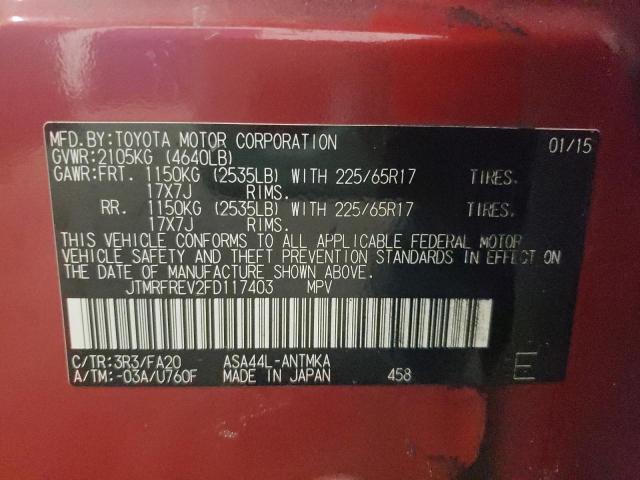 MFD.BY:TOYOTA MOTOR CORPORATION 01/15
GVWR:2105KG (4640LB)
GAWR:FRT. 1150KG (2535LB) WITH 225/65R17 TIRES.
17X7J RIMS.
RR. 1150KG (2535LB) WITH 225/65R17 TIRES.
17X7J RIMS.
THIS VEHICLE CONFORMS TO ALL APPLICABLE FEDERAL MOTOR
VEHICLE SAFETY AND THEFT PREVENTION STANDARDS IN EFFECT ON
THE DATE OF MANUFACTURE SHOWN ABOVE.
JTMRFREV2FD117403 MPV
C/TR:3R3/FA20 ASA44L-ANTMKA
A/TM:-03A/U760F MADE IN JAPAN 458 E